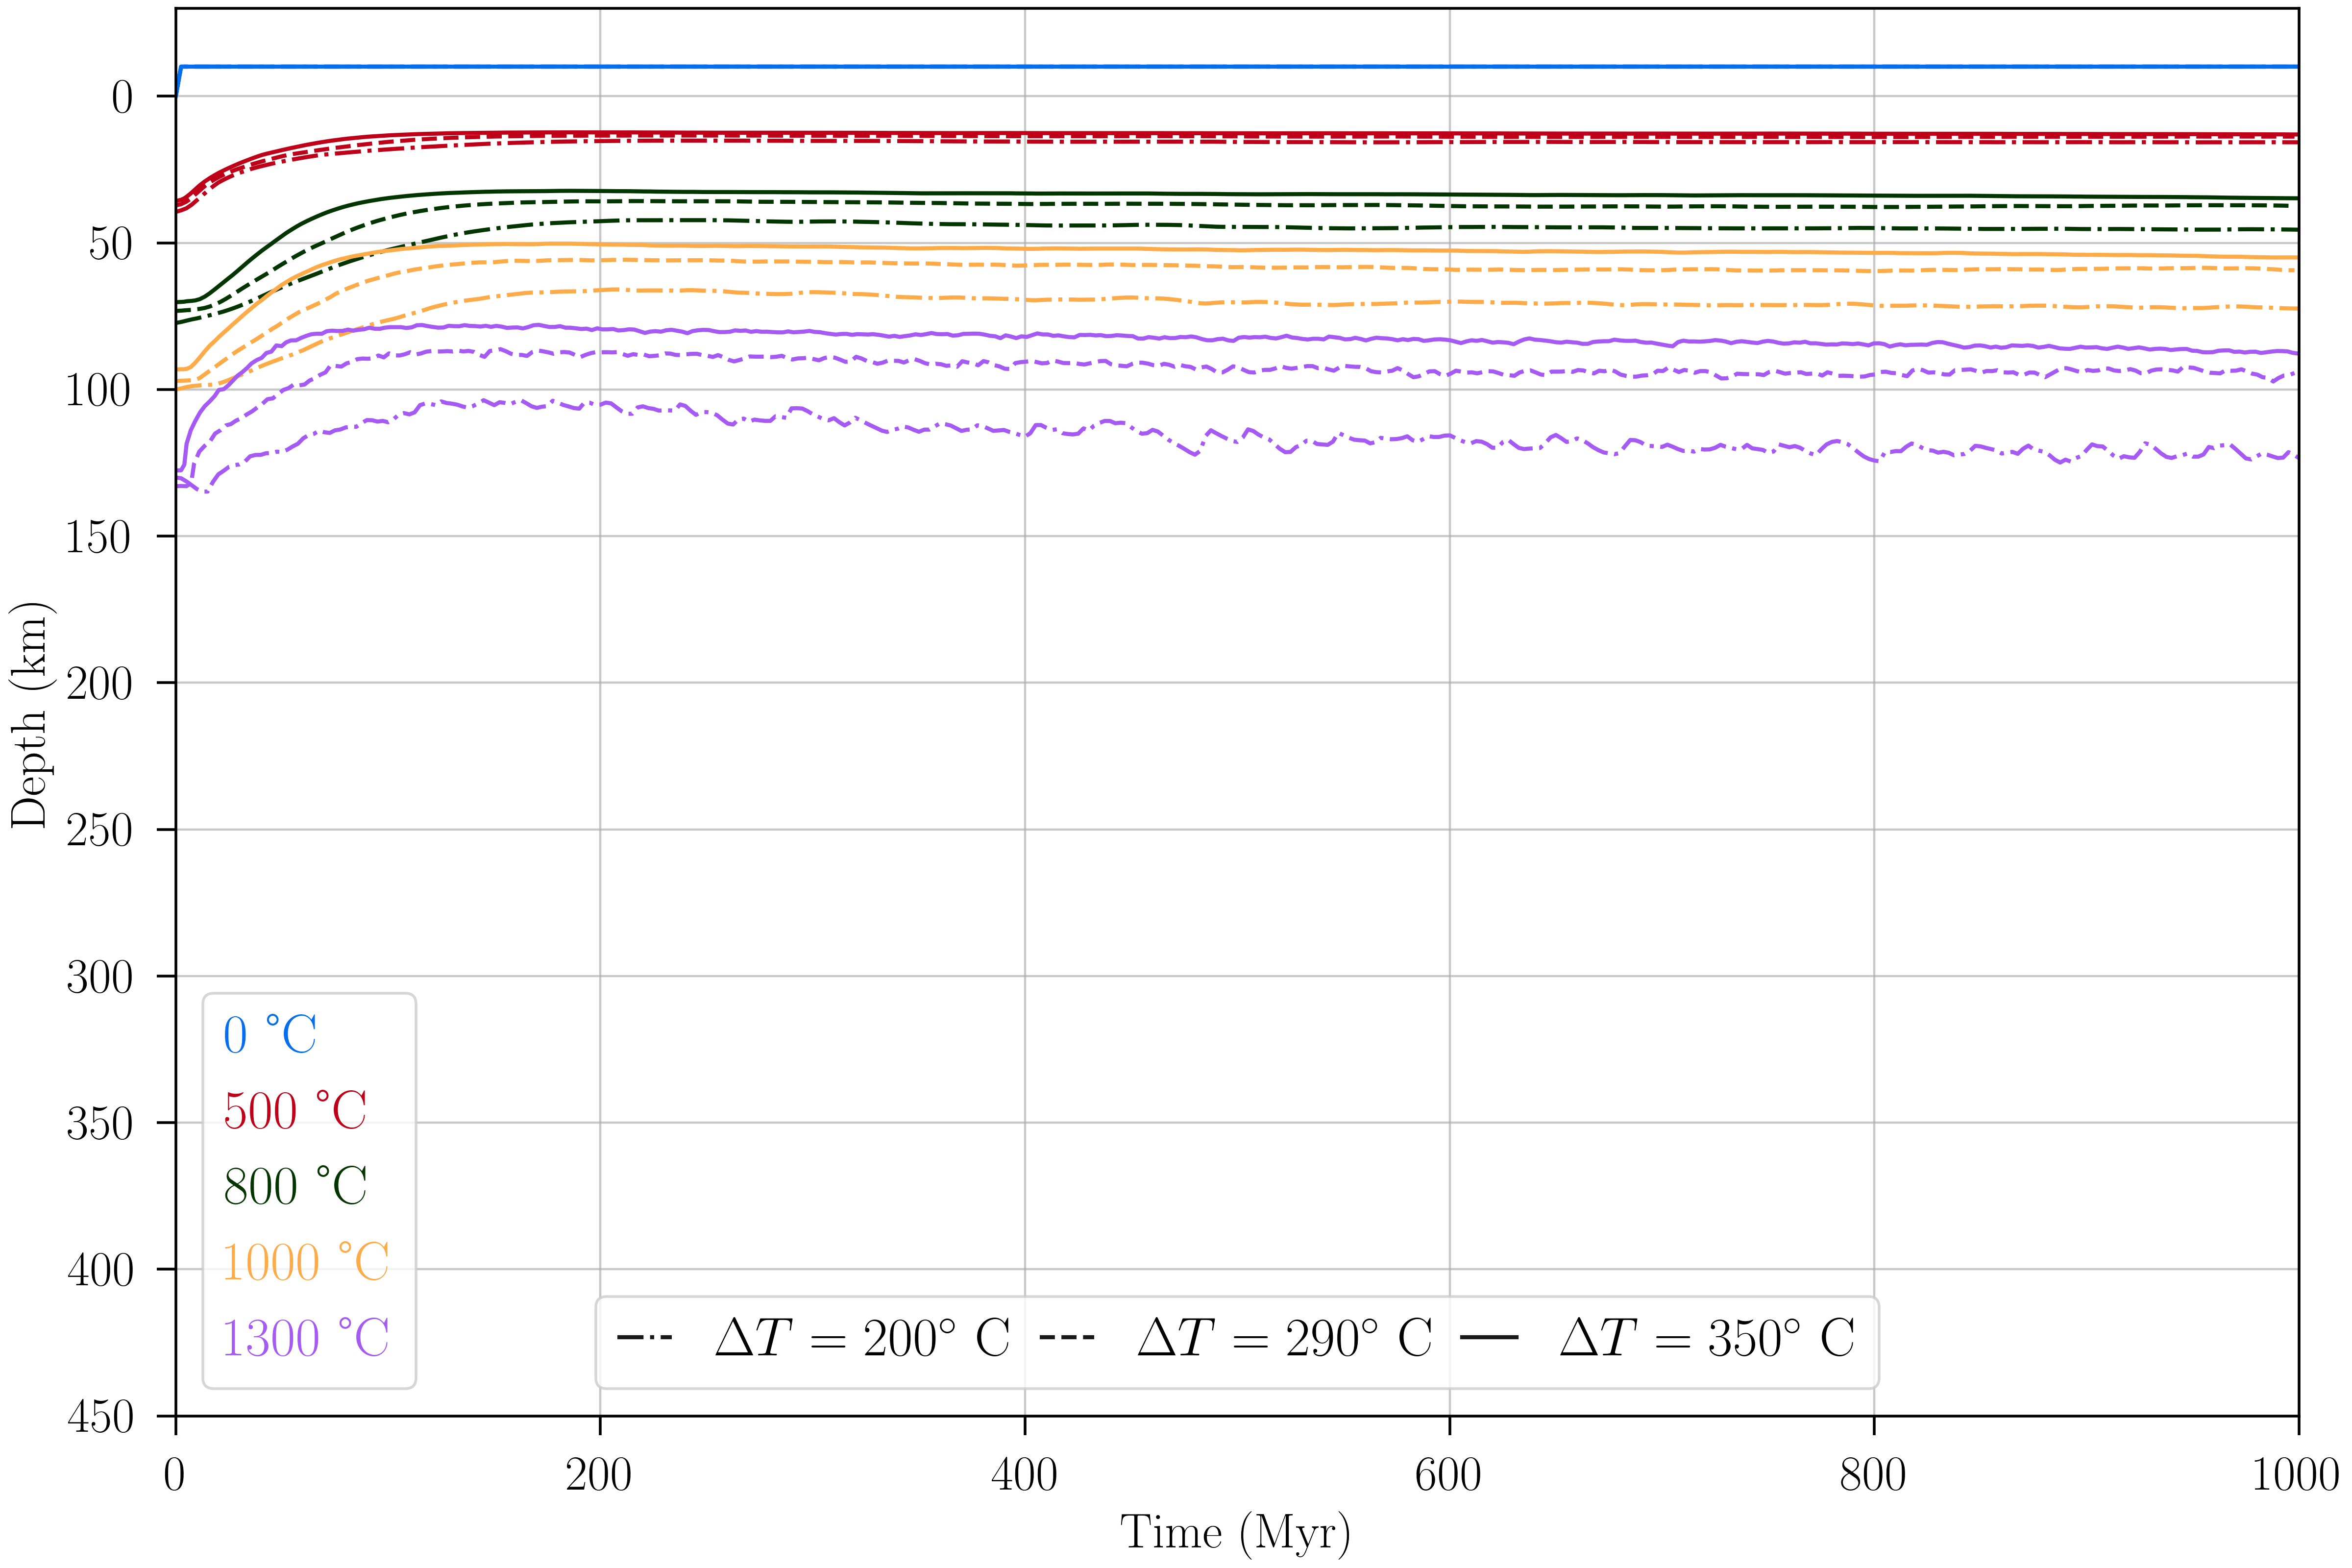 0
50
100
150
200
250
300
350
400
450
Depth (km)
0 °C
500 °C
800 °C
1000 °C
1300 °C
ΔT = 200° C
ΔT = 290° C
ΔT = 350° C
0
200
400
600
800
1000
Time (Myr)